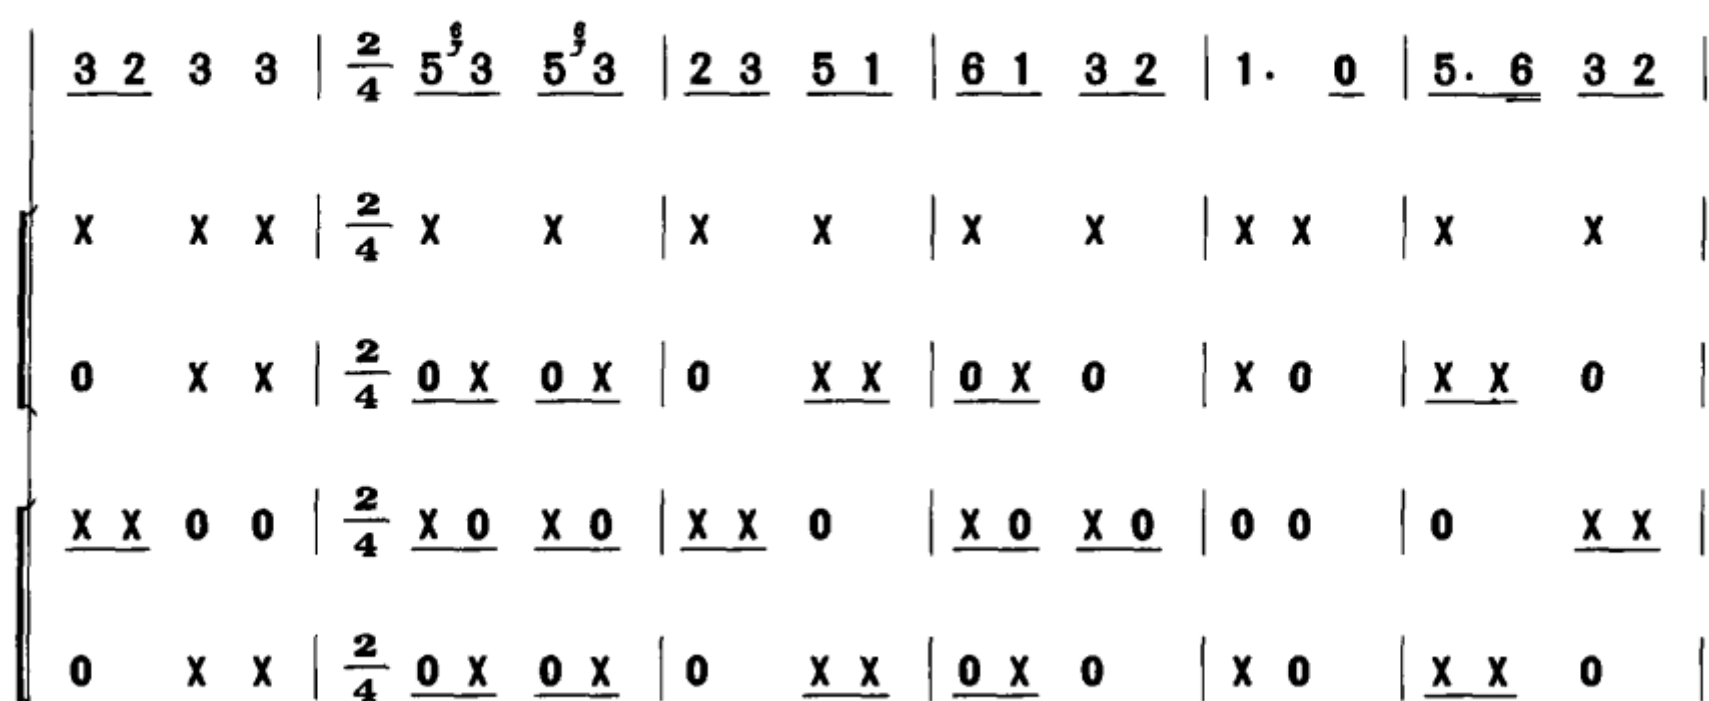 3 2 3 3 | 2/4 5 6 3 5 6 3 | 2 3 5 1 | 6 1 3 2 | 1. 0 | 5. 6 3 2 |
X X X | 2/4 X X | X X | X X | X X | X X |
0 X X | 2/4 0 X 0 X | 0 X X | 0 X 0 | X 0 | X X 0 |
X X 0 0 | 2/4 X 0 X 0 | X X 0 | X 0 X 0 | 0 0 | 0 X X |
0 X X | 2/4 0 X 0 X | 0 X X | 0 X 0 | X 0 | X X 0 |